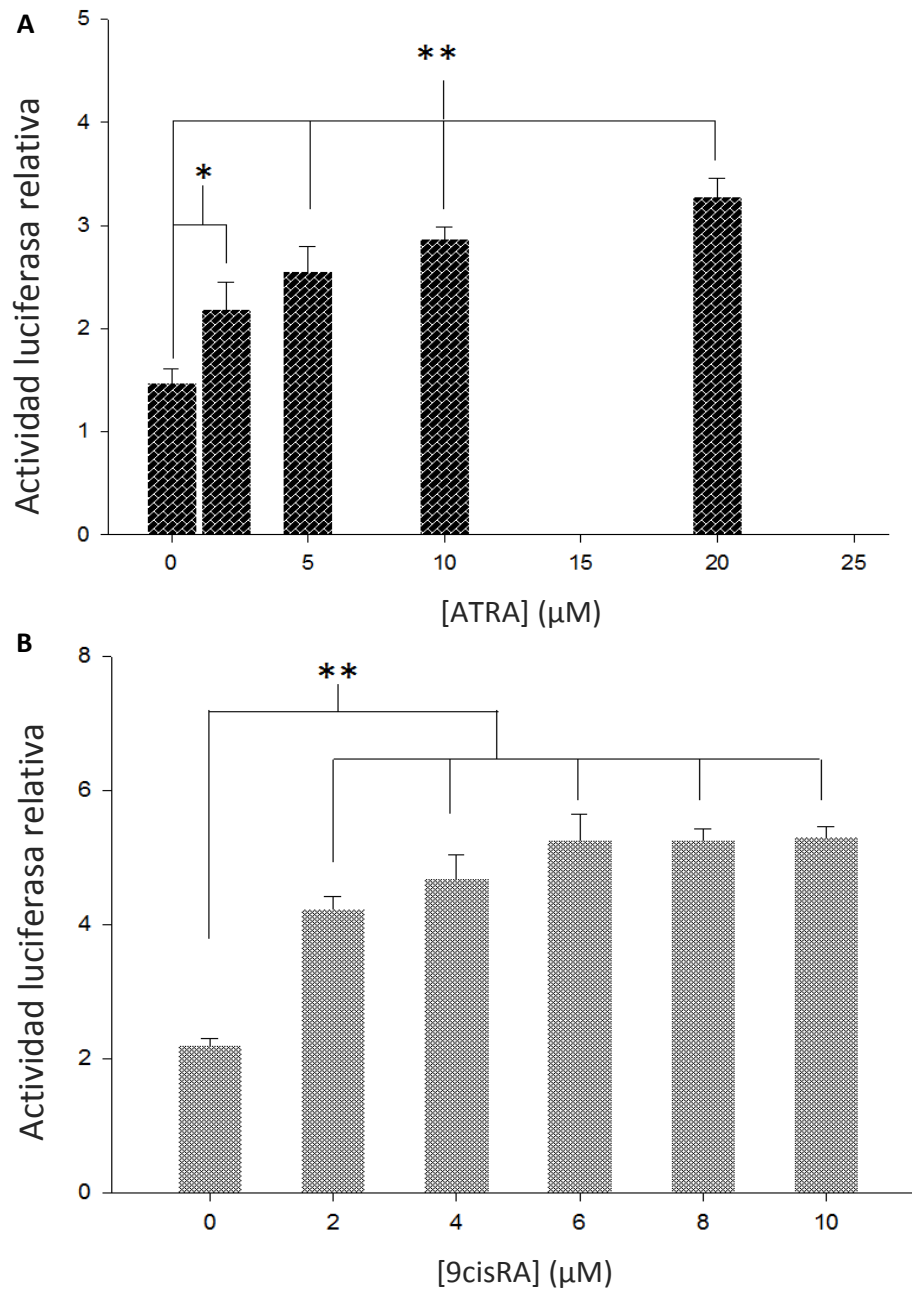 A
5
**
4
*
3
2
1
0
Actividad luciferasa relativa
0 5 10 15 20 25
[ATRA] (µM)
B
8
**
6
4
2
0
Actividad luciferasa relativa
0 2 4 6 8 10
[9cisRA] (µM)